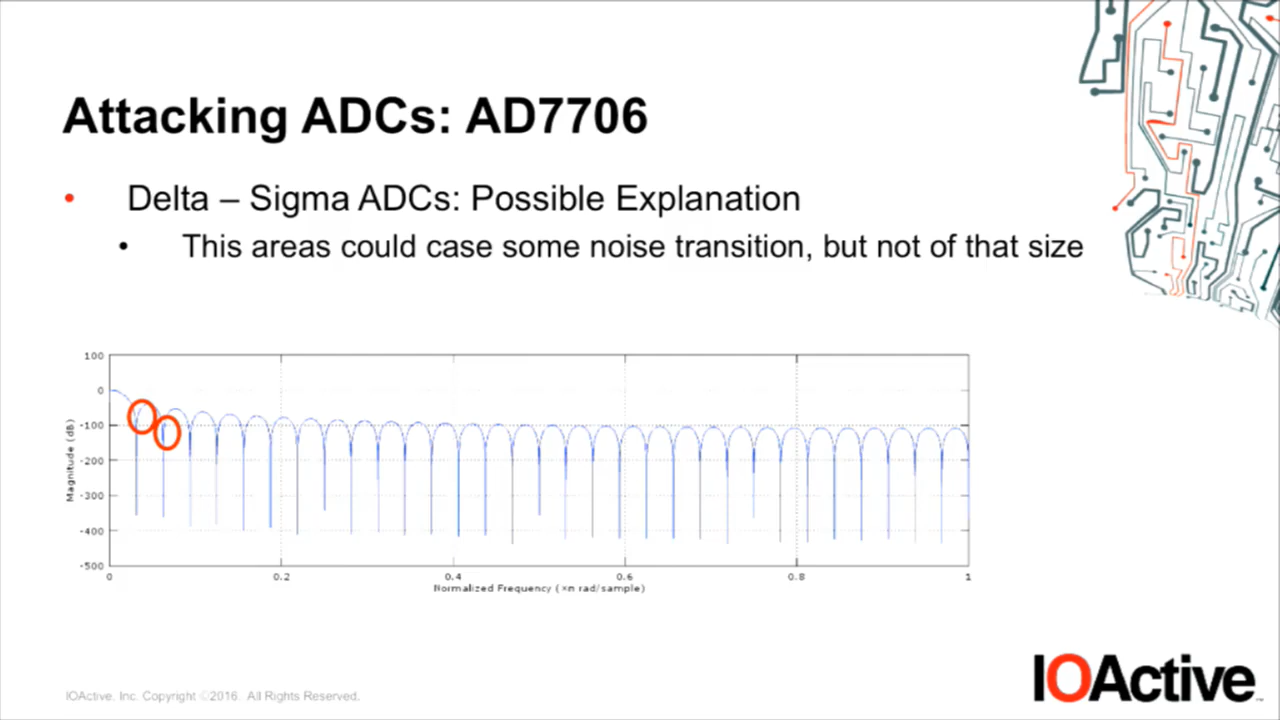 Attacking ADCs: AD7706
• Delta – Sigma ADCs: Possible Explanation
• This areas could case some noise transition, but not of that size
100
0
-100
-200
-300
-400
-500
Magnitude (dB)
0 0.2 0.4 0.6 0.8 1
Normalized Frequency (×π rad/sample)
IOActive, Inc. Copyright ©2016. All Rights Reserved.
IOActive